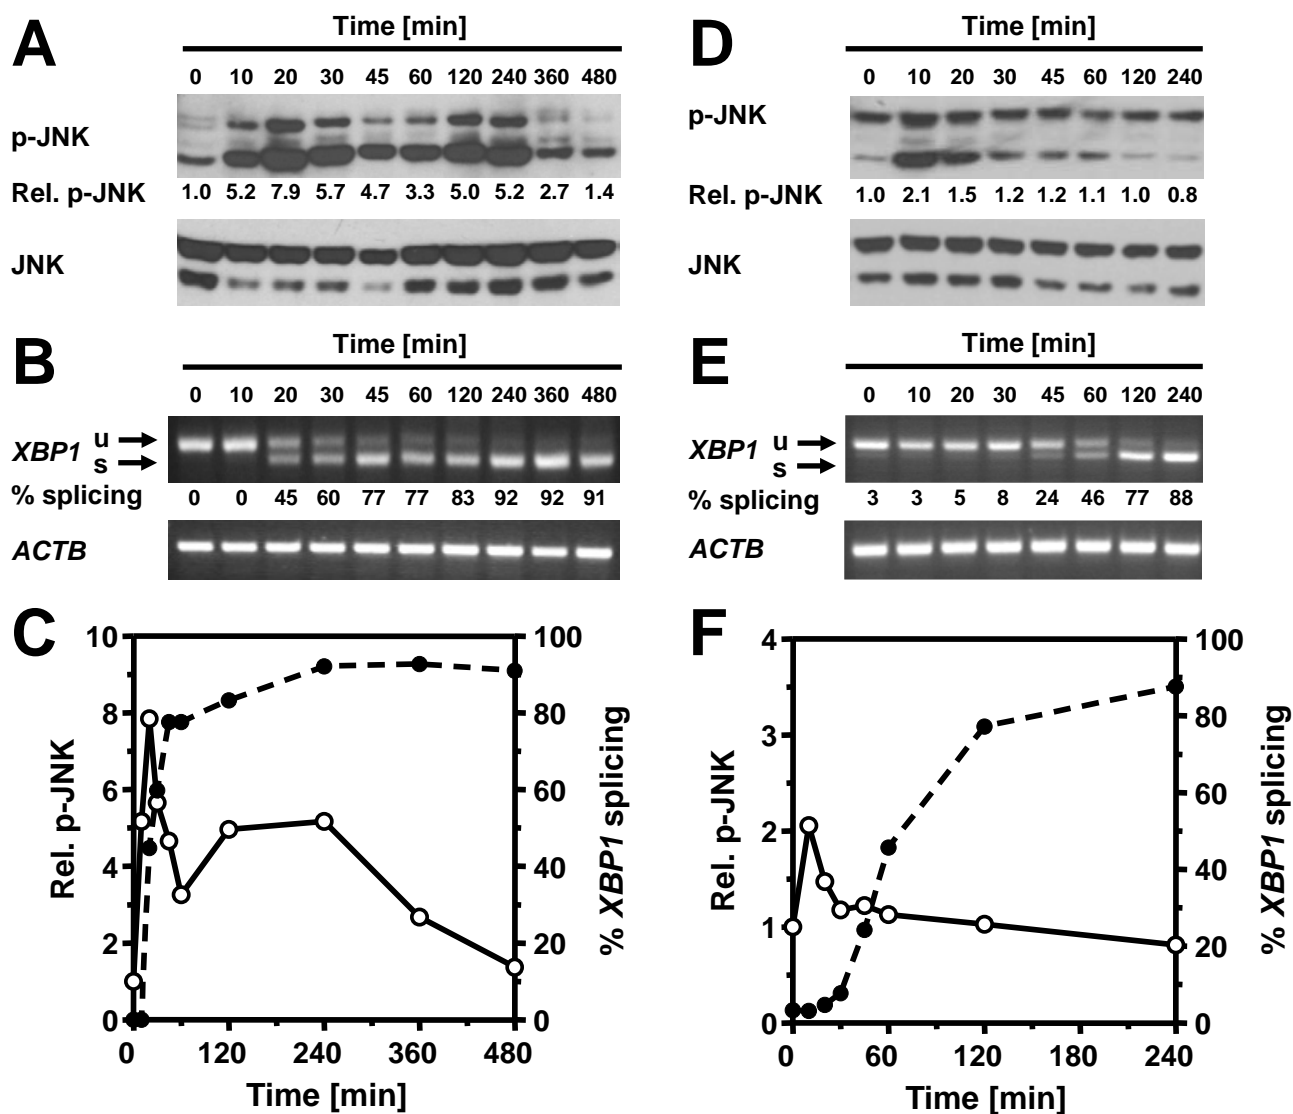 A
Time [min]
0 10 20 30 45 60 120 240 360 480
p-JNK
Rel. p-JNK 1.0 5.2 7.9 5.7 4.7 3.3 5.0 5.2 2.7 1.4
JNK
B
Time [min]
0 10 20 30 45 60 120 240 360 480
XBP1 u
s
% splicing 0 0 45 60 77 77 83 92 92 91
ACTB
C
10
8
6
4
2
0
Rel. p-JNK
100
80
60
40
20
0
% XBP1 splicing
0 120 240 360 480
Time [min]
D
Time [min]
0 10 20 30 45 60 120 240
p-JNK
Rel. p-JNK 1.0 2.1 1.5 1.2 1.2 1.1 1.0 0.8
JNK
E
Time [min]
0 10 20 30 45 60 120 240
XBP1 u
s
% splicing 3 3 5 8 24 46 77 88
ACTB
F
4
3
2
1
0
Rel. p-JNK
100
80
60
40
20
0
% XBP1 splicing
0 60 120 180 240
Time [min]